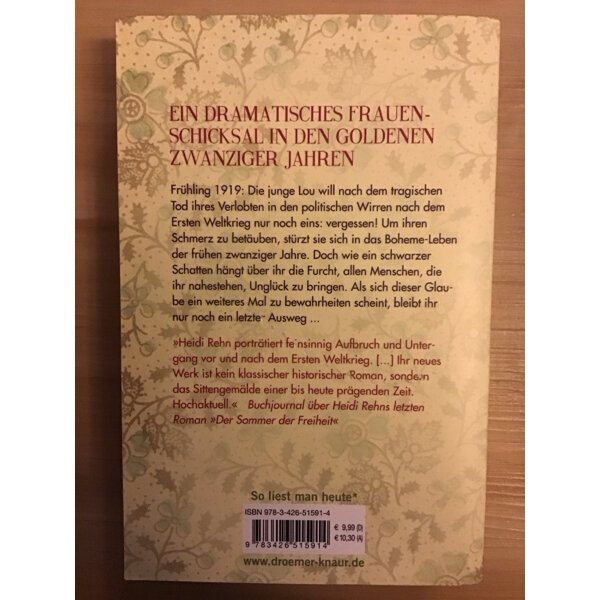 EIN DRAMATISCHES FRAUEN-
SCHICKSAL IN DEN GOLDENEN
ZWANZIGER JAHREN
Frühling 1919: Die junge Lou will nach dem tragischen
Tod ihres Verlobten in den politischen Wirren nach dem
Ersten Weltkrieg nur noch eins: vergessen! Um ihren
Schmerz zu betäuben, stürzt sie sich in das Boheme-Leben
der frühen zwanziger Jahre. Doch wie ein schwarzer
Schatten hängt über ihr die Furcht, allen Menschen, die
ihr nahestehen, Unglück zu bringen. Als sich dieser Glau-
be ein weiteres Mal zu bewahrheiten scheint, bleibt ihr
nur noch ein letzter Ausweg ...
»Heidi Rehn porträtiert feinsinnig Aufbruch und Unter-
gang vor und nach dem Ersten Weltkrieg. [...] Ihr neues
Werk ist kein klassischer historischer Roman, sondern
das Sittengemälde einer bis heute prägenden Zeit.
Hochaktuell.« Buchjournal über Heidi Rehns letzten
Roman »Der Sommer der Freiheit«
So liest man heute*
ISBN 978-3-426-51591-4
€ 9,99 (D)
€ 10,30 (A)
9 783426 515914
www.droemer-knaur.de